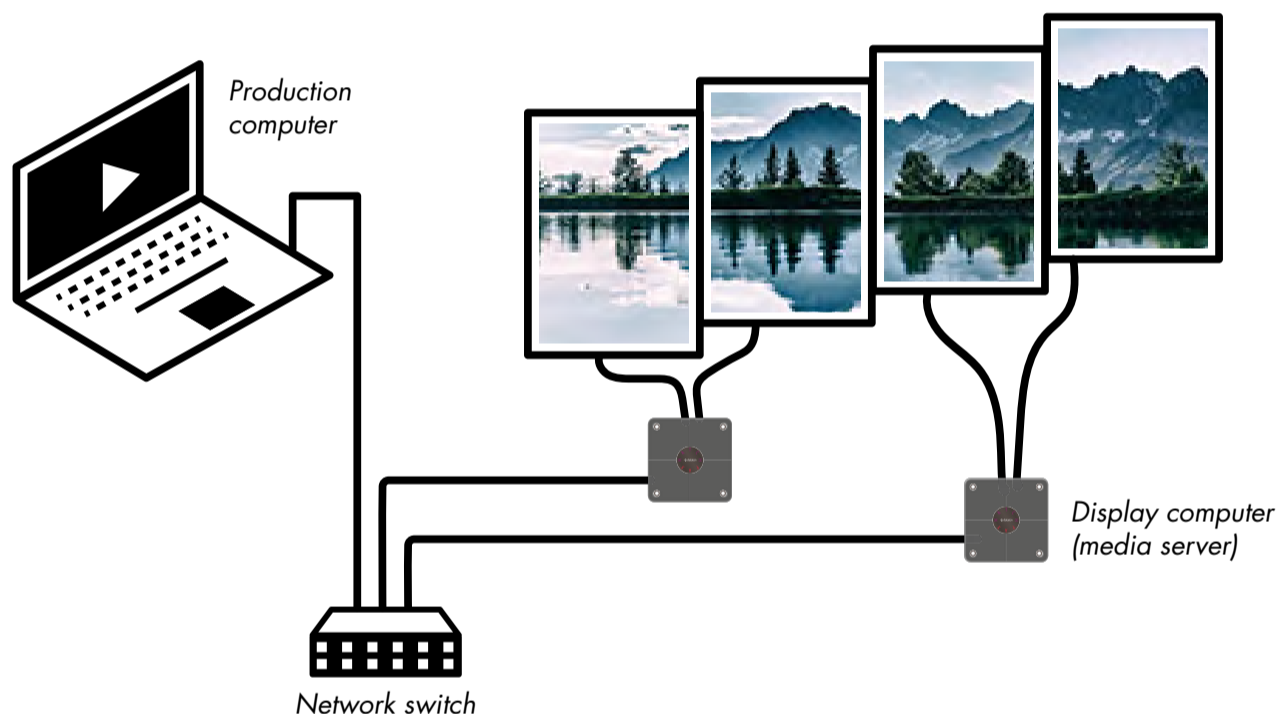 Production
computer
Display computer
(media server)
Network switch